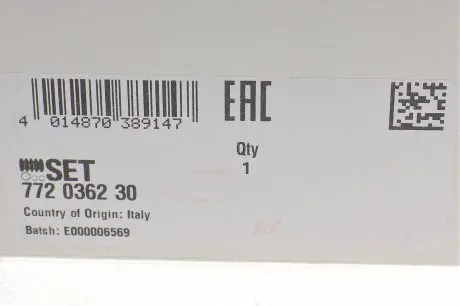 4 014870 389147
EAC
Qty
1
SET
772 0362 30
Country of Origin: Italy
Batch: E000006569